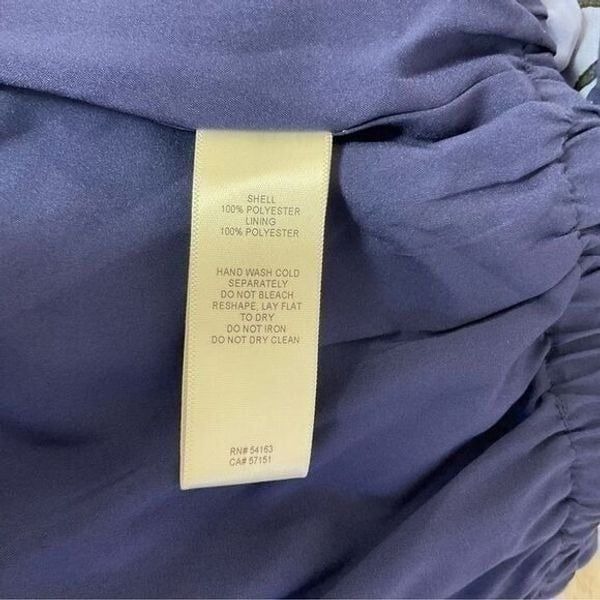 SHELL
100% POLYESTER
LINING
100% POLYESTER
HAND WASH COLD
SEPARATELY
DO NOT BLEACH
RESHAPE, LAY FLAT
TO DRY
DO NOT IRON
DO NOT DRY CLEAN
RN# 54163
CA# 57151